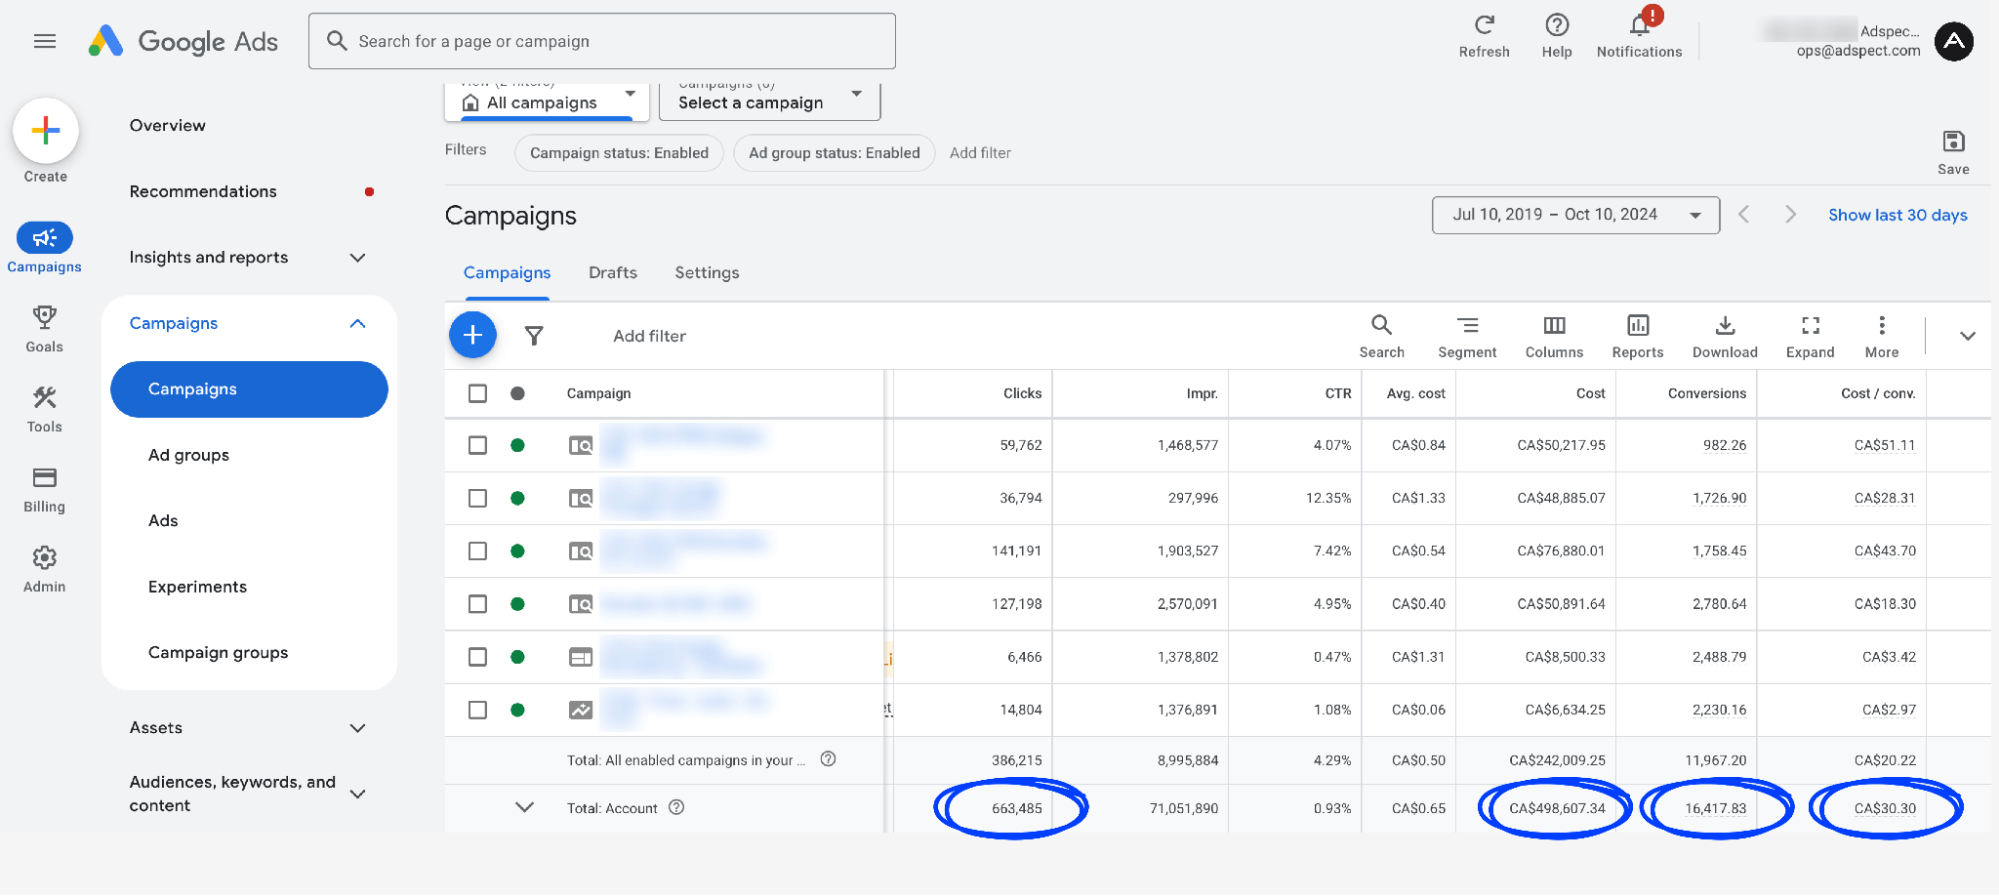 Google Ads
Search for a page or campaign
Refresh
Help
Notifications
Adspec...
ops@adspect.com
Create
Campaigns
Goals
Tools
Billing
Admin
Overview
Recommendations
Insights and reports
Campaigns
Campaigns
Ad groups
Ads
Experiments
Campaign groups
Assets
Audiences, keywords, and
content
View (2 filters)
All campaigns
Campaigns (6)
Select a campaign
Filters
Campaign status: Enabled
Ad group status: Enabled
Add filter
Save
Campaigns
Jul 10, 2019 – Oct 10, 2024
Show last 30 days
Campaigns Drafts Settings
Add filter
Search Segment Columns Reports Download Expand More
Campaign Clicks Impr. CTR Avg. cost Cost Conversions Cost / conv.
59,762 1,468,577 4.07% CA$0.84 CA$50,217.95 982.26 CA$51.11
36,794 297,996 12.35% CA$1.33 CA$48,885.07 1,726.90 CA$28.31
141,191 1,903,527 7.42% CA$0.54 CA$76,880.01 1,758.45 CA$43.70
127,198 2,570,091 4.95% CA$0.40 CA$50,891.64 2,780.64 CA$18.30
6,466 1,378,802 0.47% CA$1.31 CA$8,500.33 2,488.79 CA$3.42
14,804 1,376,891 1.08% CA$0.06 CA$6,634.25 2,230.16 CA$2.97
Total: All enabled campaigns in your ... 386,215 8,995,884 4.29% CA$0.50 CA$242,009.25 11,967.20 CA$20.22
Total: Account 663,485 71,051,890 0.93% CA$0.65 CA$498,607.34 16,417.83 CA$30.30